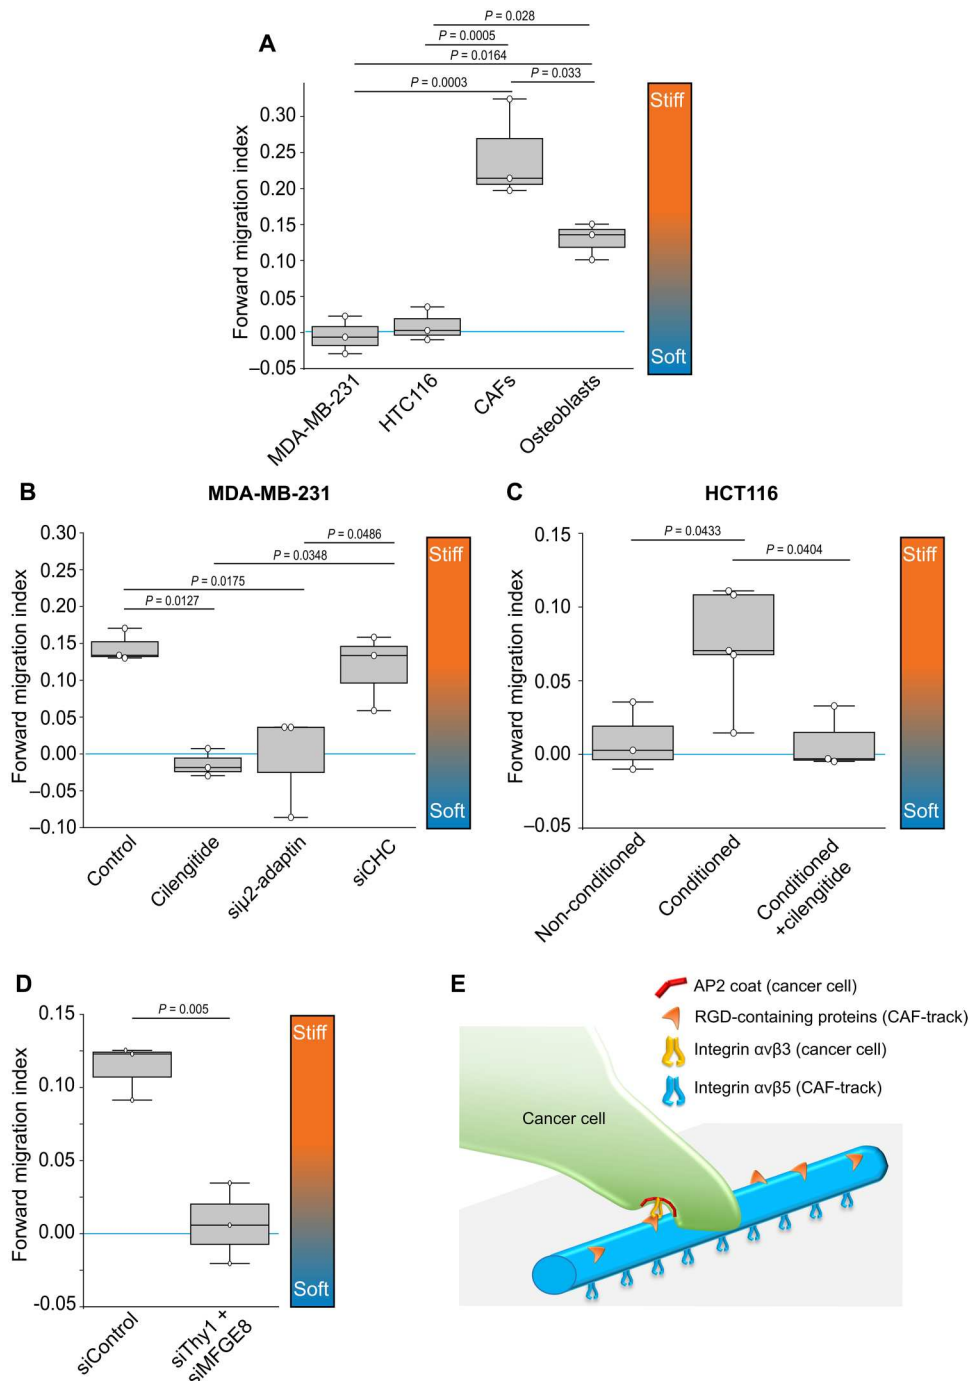 A
P = 0.028
P = 0.0005
P = 0.0164
P = 0.033
P = 0.0003
Forward migration index
0.30
0.25
0.20
0.15
0.10
0.05
0.00
–0.05
MDA-MB-231
HTC116
CAFs
Osteoblasts
Stiff
Soft
B
MDA-MB-231
P = 0.0486
P = 0.0348
P = 0.0175
P = 0.0127
Forward migration index
0.30
0.25
0.20
0.15
0.10
0.05
0.00
–0.05
–0.10
Control
Cilengitide
siμ2-adaptin
siCHC
Stiff
Soft
C
HCT116
P = 0.0433
P = 0.0404
Forward migration index
0.15
0.10
0.05
0.00
–0.05
Non-conditioned
Conditioned
Conditioned
+cilengitide
Stiff
Soft
D
P = 0.005
Forward migration index
0.15
0.10
0.05
0.00
-0.05
siControl
siThy1 +
siMFGE8
Stiff
Soft
E
AP2 coat (cancer cell)
RGD-containing proteins (CAF-track)
Integrin αvβ3 (cancer cell)
Integrin αvβ5 (CAF-track)
Cancer cell